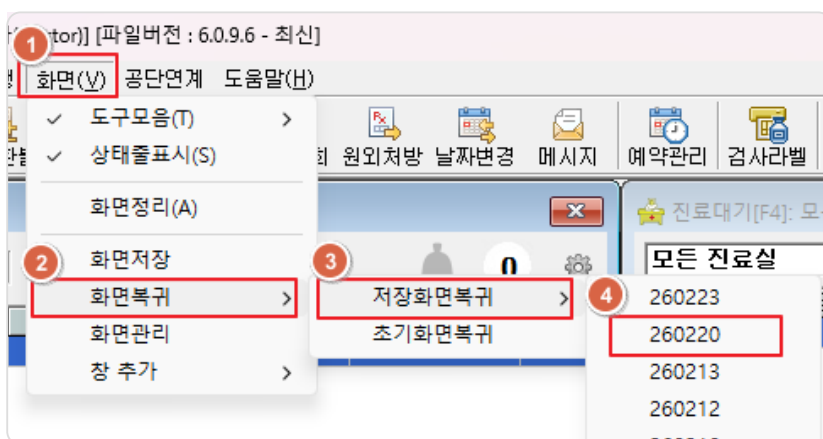 tor)] [파일버전 : 6.0.9.6 - 최신]
1
화면(V) 공단연계 도움말(H)
도구모음(T)
상태줄표시(S)
회 원외처방 날짜변경 메시지 예약관리 검사라벨
화면정리(A)
진료대기[F4]: 모
화면저장
0
모든 진료실
2
3
4
화면복귀
저장화면복귀
260223
화면관리
초기화면복귀
260220
창 추가
260213
260212